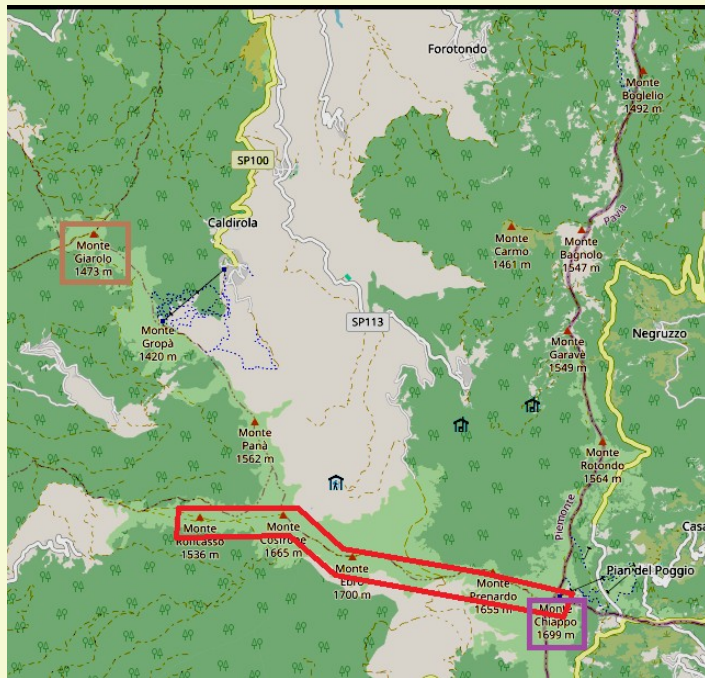 Forotondo
Monte
Boglelio
1492 m
SP100
Pavia
Caldirola
Monte
Giarolo
1473 m
Monte
Carmo
1461 m
Monte
Bagnolo
1547 m
Monte
Gropà
1420 m
SP113
Negruzzo
Monte
Garave
1549 m
Monte
Panà
1562 m
Monte
Rotondo
1564 m
Piemonte
Monte
Roncasso
1536 m
Monte
Cosfrone
1665 m
Casa
Monte
Ebro
1700 m
Monte
Prenardo
1655 m
Pian del Poggio
Monte
Chiappo
1699 m